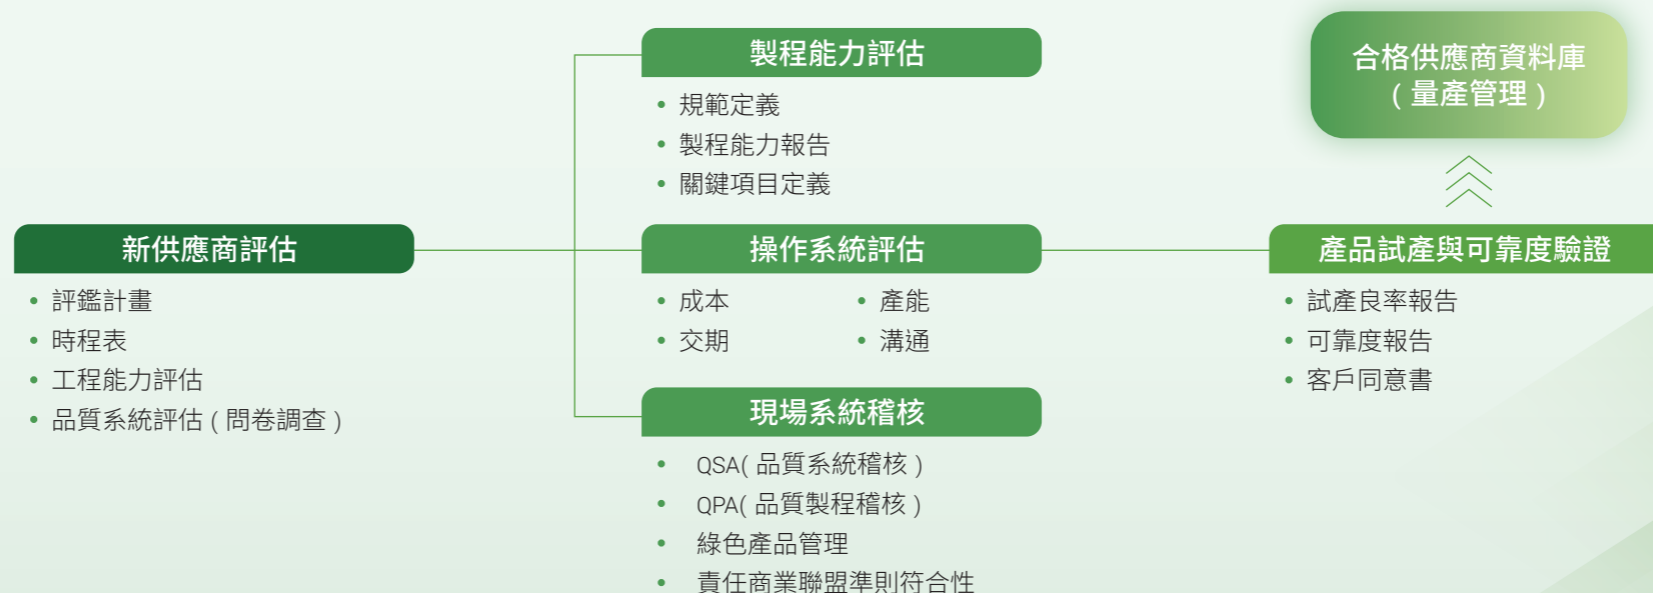 新供應商評估
• 評鑑計畫
• 時程表
• 工程能力評估
• 品質系統評估 ( 問卷調查 )
製程能力評估
• 規範定義
• 製程能力報告
• 關鍵項目定義
操作系統評估
• 成本
• 交期
• 產能
• 溝通
現場系統稽核
• QSA( 品質系統稽核 )
• QPA( 品質製程稽核 )
• 綠色產品管理
• 責任商業聯盟準則符合性
產品試產與可靠度驗證
• 試產良率報告
• 可靠度報告
• 客戶同意書
合格供應商資料庫
( 量產管理 )